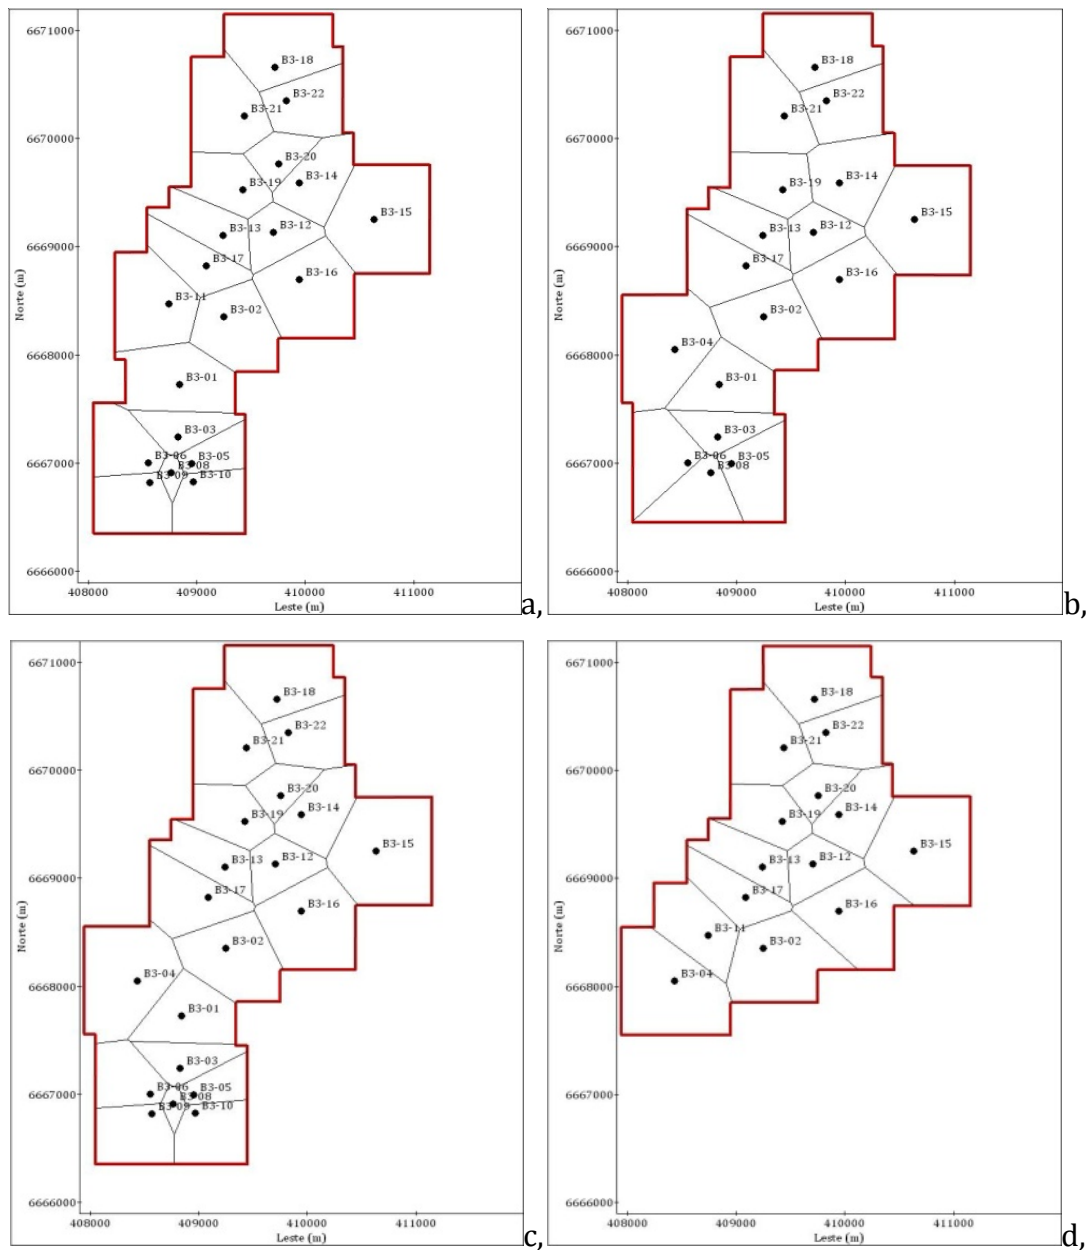 6671000
6670000
6669000
6668000
6667000
6666000
Norte (m)
408000 409000 410000 411000
Leste (m)
B3-18
B3-22
B3-21
B3-20
B3-19
B3-14
B3-15
B3-13
B3-12
B3-17
B3-16
B3-11
B3-02
B3-01
B3-03
B3-06
B3-05
B3-08
B3-09
B3-10
a,
6671000
6670000
6669000
6668000
6667000
6666000
Norte (m)
408000 409000 410000 411000
Leste (m)
B3-18
B3-22
B3-21
B3-19
B3-14
B3-15
B3-13
B3-12
B3-17
B3-16
B3-02
B3-04
B3-01
B3-03
B3-06
B3-05
B3-08
b,
6671000
6670000
6669000
6668000
6667000
6666000
Norte (m)
408000 409000 410000 411000
Leste (m)
B3-18
B3-22
B3-21
B3-20
B3-19
B3-14
B3-15
B3-13
B3-12
B3-17
B3-16
B3-02
B3-04
B3-01
B3-03
B3-06
B3-05
B3-08
B3-09
B3-10
c,
6671000
6670000
6669000
6668000
6667000
6666000
Norte (m)
408000 409000 410000 411000
Leste (m)
B3-18
B3-22
B3-21
B3-20
B3-19
B3-14
B3-15
B3-13
B3-12
B3-17
B3-16
B3-11
B3-02
B3-04
d,